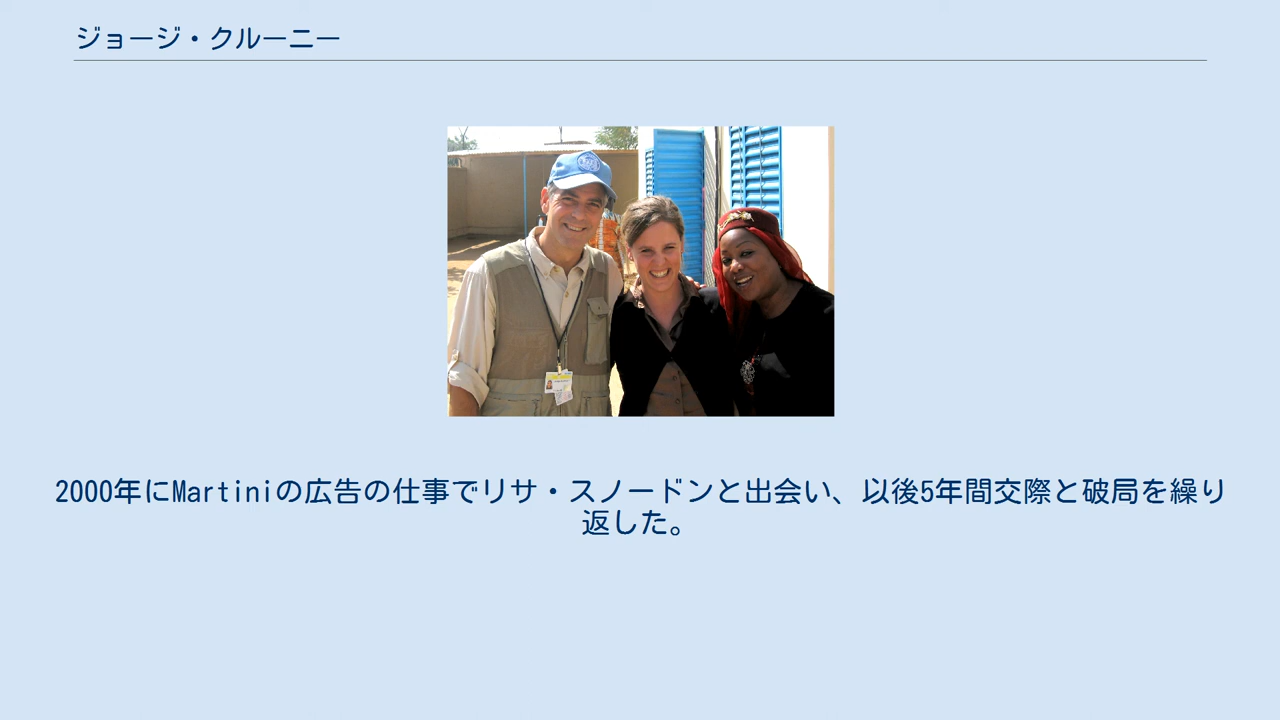 ジョージ・クルーニー
2000年にMartiniの広告の仕事でリサ・スノードンと出会い、以後5年間交際と破局を繰り
返した。